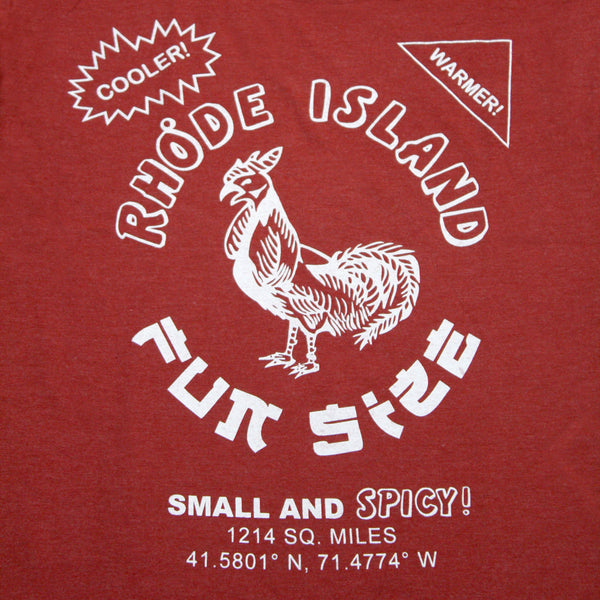 COOLER!
WARMER!
RHODE ISLAND
FUN SIZE
SMALL AND SPICY!
1214 SQ. MILES
41.5801° N, 71.4774° W